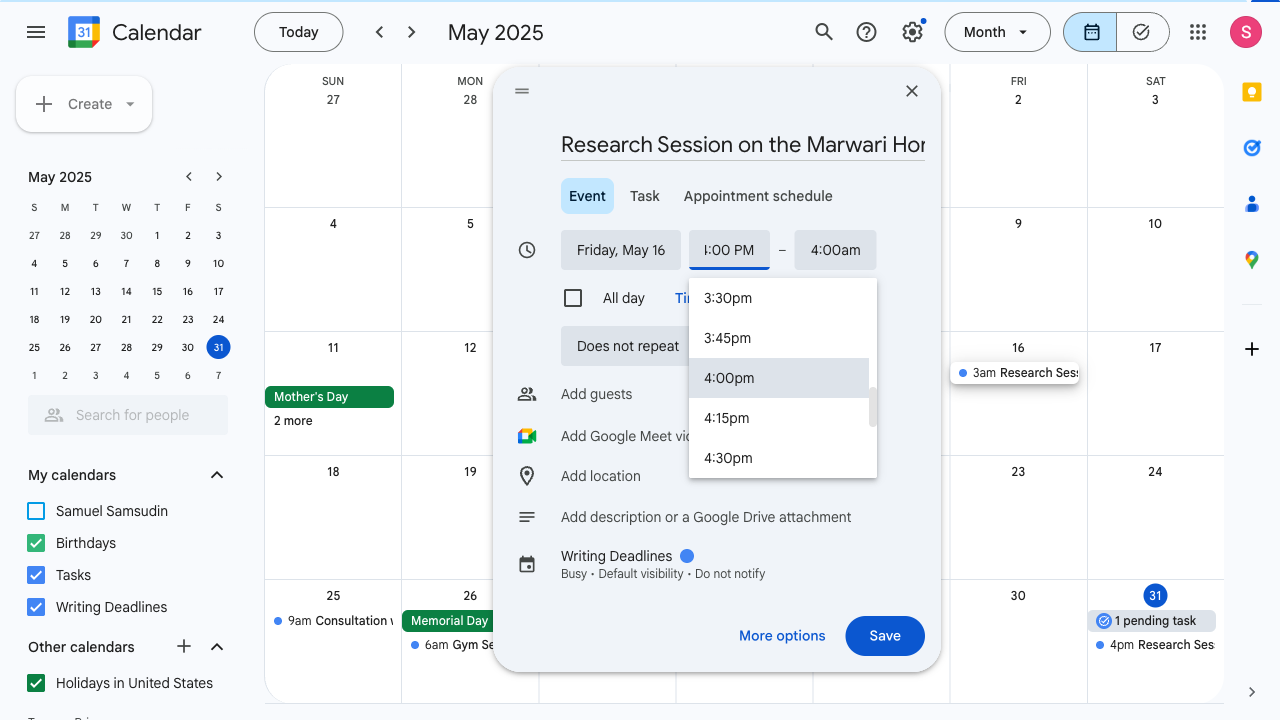 31 Calendar
Today
May 2025
Month
S
Create
May 2025
S M T W T F S
27 28 29 30 1 2 3
4 5 6 7 8 9 10
11 12 13 14 15 16 17
18 19 20 21 22 23 24
25 26 27 28 29 30 31
1 2 3 4 5 6 7
Search for people
My calendars
Samuel Samsudin
Birthdays
Tasks
Writing Deadlines
Other calendars
Holidays in United States
SUN MON FRI SAT
27 28 2 3
4 5 9 10
11 12 16 17
Mother's Day
2 more
3am Research Ses
18 19 23 24
25 26 30 31
9am Consultation
Memorial Day
6am Gym Se
1 pending task
4pm Research Ses
Research Session on the Marwari Hor
Event Task Appointment schedule
Friday, May 16
:00 PM – 4:00am
All day Ti
Does not repeat
3:30pm
3:45pm
4:00pm
4:15pm
4:30pm
Add guests
Add Google Meet vi
Add location
Add description or a Google Drive attachment
Writing Deadlines
Busy • Default visibility • Do not notify
More options
Save